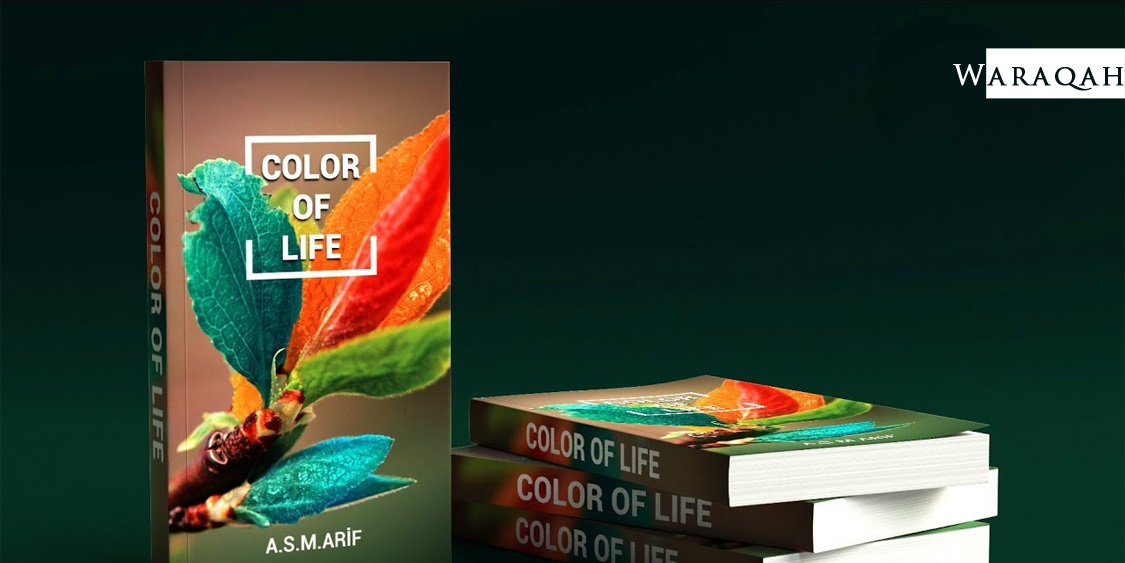 WARAQAH
COLOR
OF
LIFE
COLOR OF LIFE
A.S.M.ARİF
COLOR OF LIFE
COLOR OF LIFE
COLOR OF LIFE